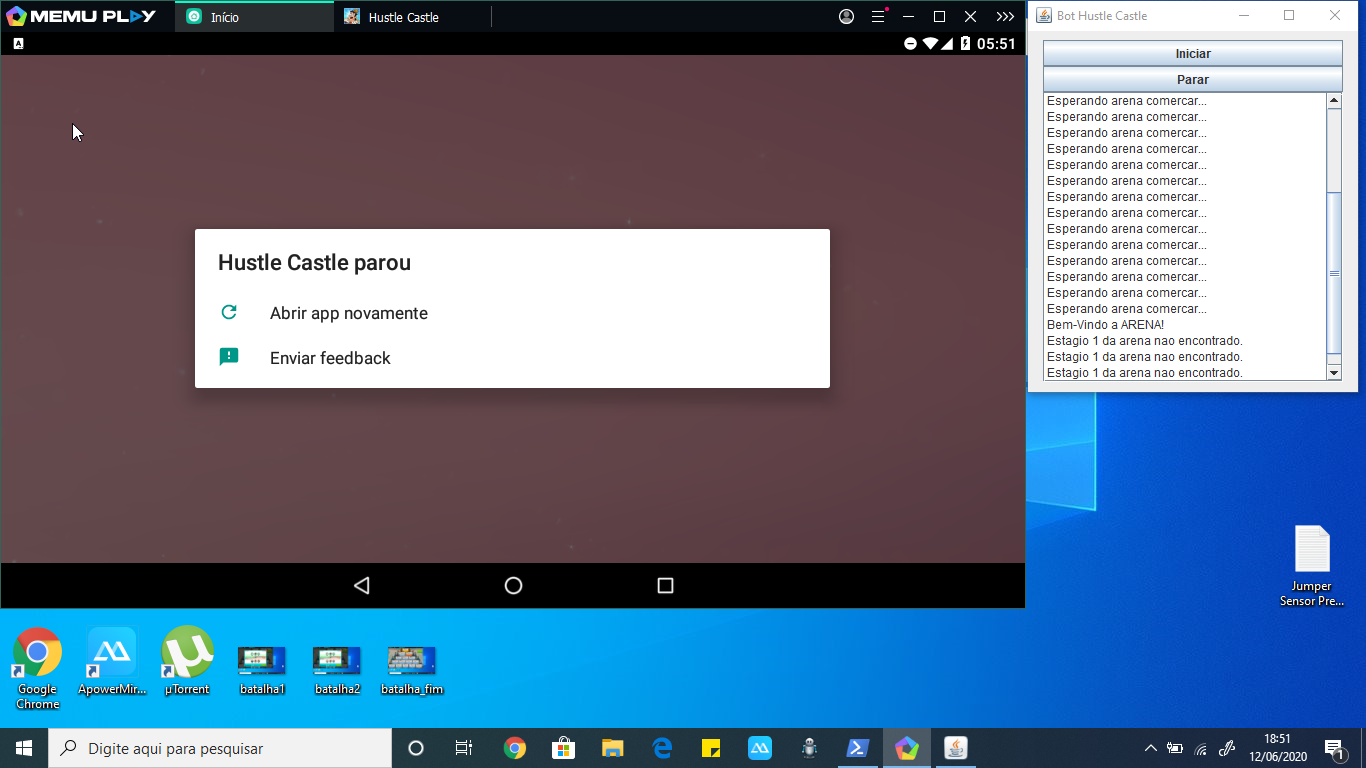 MEMU PLAY
Início
Hustle Castle
A
05:51
Hustle Castle parou
Abrir app novamente
Enviar feedback
Bot Hustle Castle
Iniciar
Parar
Esperando arena comercar...
Esperando arena comercar...
Esperando arena comercar...
Esperando arena comercar...
Esperando arena comercar...
Esperando arena comercar...
Esperando arena comercar...
Esperando arena comercar...
Esperando arena comercar...
Esperando arena comercar...
Esperando arena comercar...
Esperando arena comercar...
Esperando arena comercar...
Esperando arena comercar...
Bem-Vindo a ARENA!
Estagio 1 da arena nao encontrado.
Estagio 1 da arena nao encontrado.
Estagio 1 da arena nao encontrado.
Jumper
Sensor Pre...
Google
Chrome
ApowerMir...
µTorrent
batalha1
batalha2
batalha_fim
Digite aqui para pesquisar
18:51
12/06/2020
1